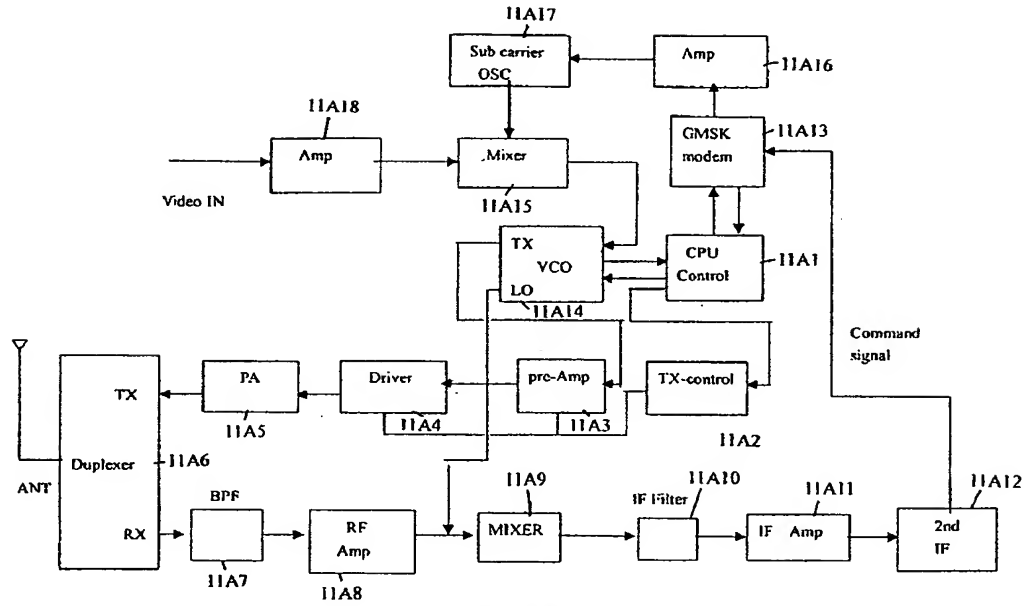 11A17
Sub carrier
OSC
Amp
11A16
11A18
Amp
Mixer
11A15
GMSK
modem
11A13
Video IN
TX
VCO
LO
11A14
CPU
Control
11A1
Command
signal
PA
11A5
Driver
11A4
pre-Amp
11A3
TX-control
11A2
TX
Duplexer
RX
11A6
ANT
BPF
11A7
RF
Amp
11A8
11A9
MIXER
IF Filter
11A10
11A11
IF Amp
11A12
2nd
IF